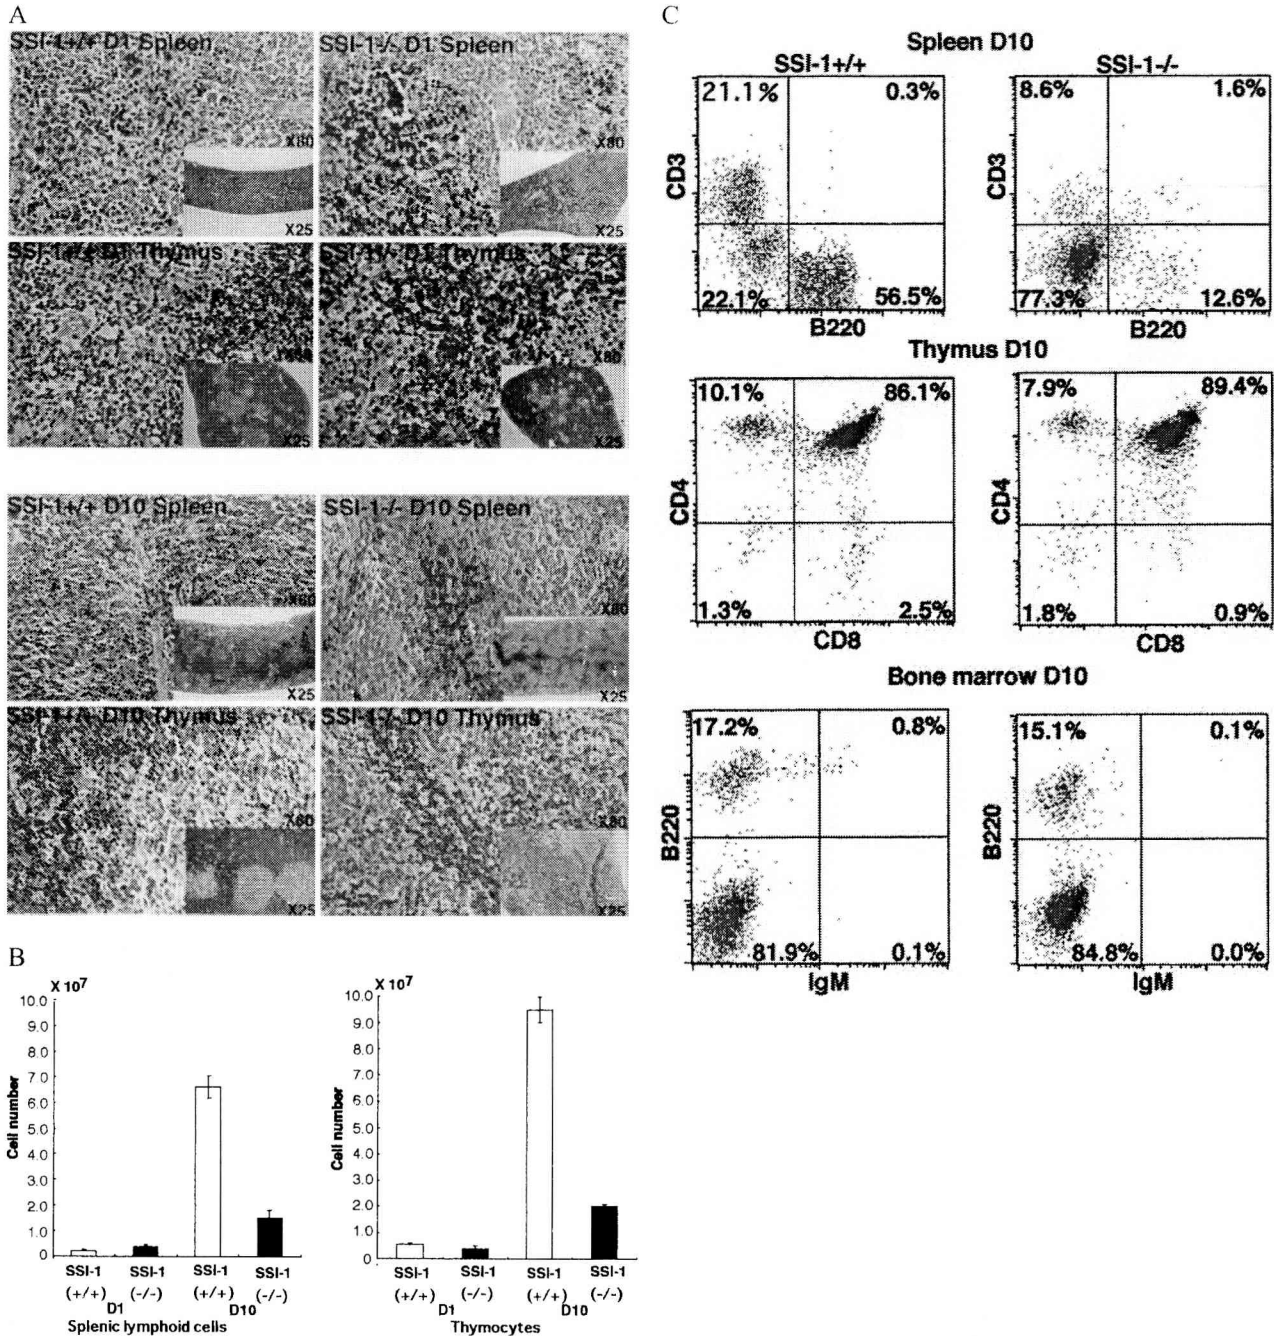 A
SSI-1+/+ D1 Spleen
SSI-1-/- D1 Spleen
X80
X80
X25
X25
SSI-1+/+ D1 Thymus
SSI-1-/- D1 Thymus
X80
X25
X25
SSI-1+/+ D10 Spleen
SSI-1-/- D10 Spleen
X60
X80
X25
X25
SSI-1+/+ D10 Thymus
SSI-1-/- D10 Thymus
X60
X80
X25
X25
B
X 10⁷
10.0
9.0
8.0
7.0
6.0
5.0
4.0
3.0
2.0
1.0
0
Cell number
SSI-1 (+/+)
SSI-1 (-/-)
SSI-1 (+/+)
SSI-1 (-/-)
D1
D10
Splenic lymphoid cells
X 10⁷
10.0
9.0
8.0
7.0
6.0
5.0
4.0
3.0
2.0
1.0
0
Cell number
SSI-1 (+/+)
SSI-1 (-/-)
SSI-1 (+/+)
SSI-1 (-/-)
D1
D10
Thymocytes
C
Spleen D10
SSI-1+/+
SSI-1-/-
21.1%
0.3%
22.1%
56.5%
CD3
B220
8.6%
1.6%
77.3%
12.6%
CD3
B220
Thymus D10
10.1%
86.1%
1.3%
2.5%
CD4
CD8
7.9%
89.4%
1.8%
0.9%
CD4
CD8
Bone marrow D10
17.2%
0.8%
81.9%
0.1%
B220
IgM
15.1%
0.1%
84.8%
0.0%
B220
IgM